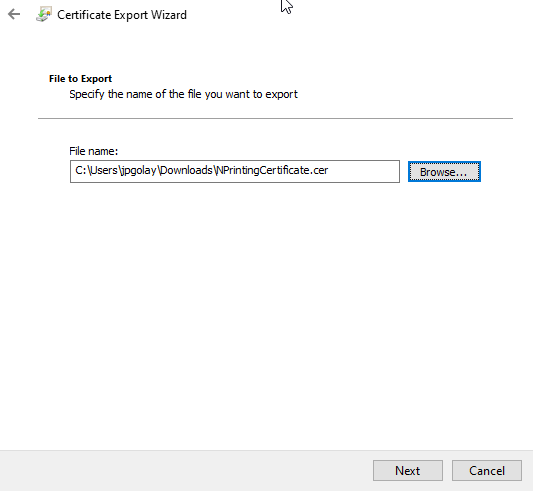 Certificate Export Wizard
File to Export
Specify the name of the file you want to export
File name:
C:\Users\jpgolay\Downloads\NPrintingCertificate.cer
Browse...
Next
Cancel